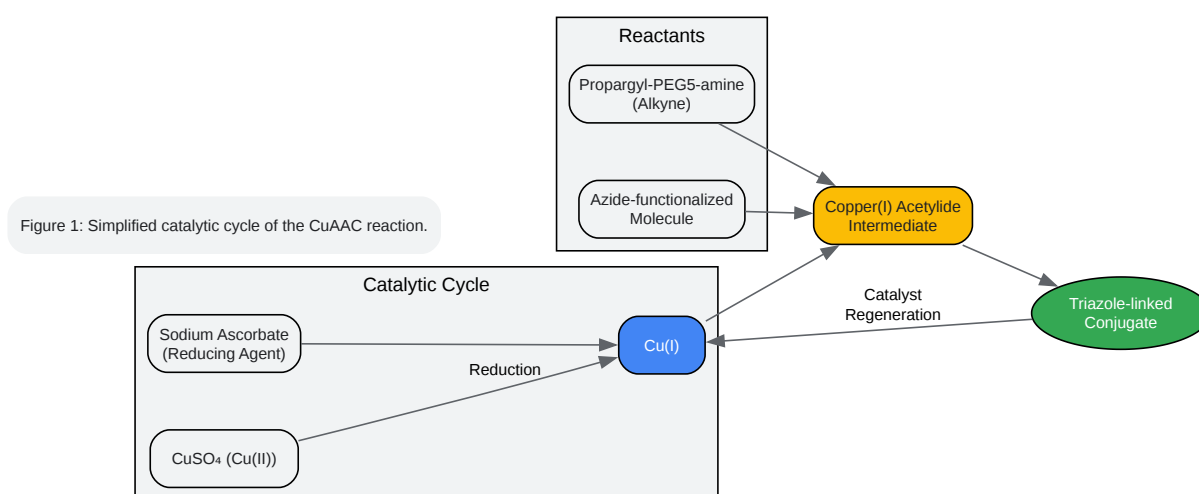 Reactants
Propargyl-PEG5-amine
(Alkyne)
Azide-functionalized
Molecule
Copper(I) Acetylide
Intermediate
Figure 1: Simplified catalytic cycle of the CuAAC reaction.
Catalytic Cycle
Sodium Ascorbate
(Reducing Agent)
Cu(I)
Catalyst
Regeneration
Triazole-linked
Conjugate
Reduction
CuSO₄ (Cu(II))